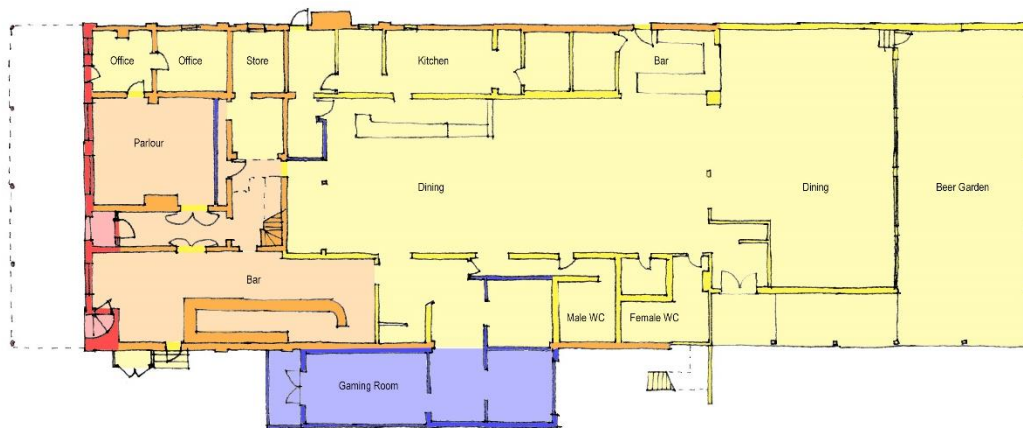 Office
Office
Store
Kitchen
Bar
Parlour
Dining
Dining
Beer Garden
Bar
Male WC
Female WC
Gaming Room